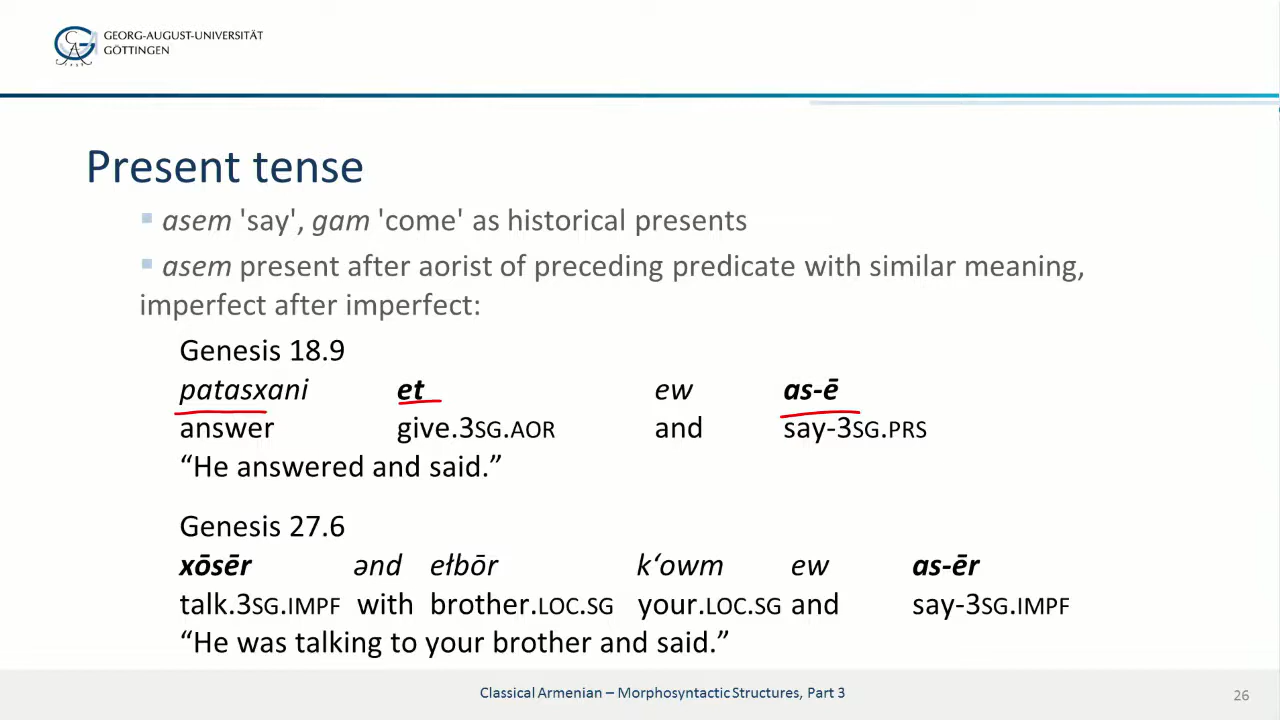 GEORG-AUGUST-UNIVERSITÄT
GÖTTINGEN
Present tense
asem 'say', gam 'come' as historical presents
asem present after aorist of preceding predicate with similar meaning,
imperfect after imperfect:
Genesis 18.9
patasxani et ew as-ē
answer give.3SG.AOR and say-3SG.PRS
“He answered and said.”
Genesis 27.6
xōsēr ənd ełbōr k‘owm ew as-ēr
talk.3SG.IMPF with brother.LOC.SG your.LOC.SG and say-3SG.IMPF
“He was talking to your brother and said.”
Classical Armenian – Morphosyntactic Structures, Part 3
26